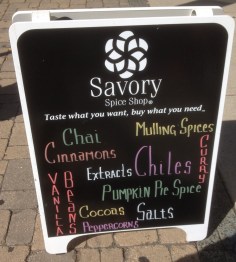 Savory
Spice Shop®
Taste what you want, buy what you need
Chai
Mulling Spices
Cinnamons
CURRY
Extracts
Chiles
VANILLA
BEANS
Pumpkin Pie Spice
Cocoas
Salts
Peppercorns